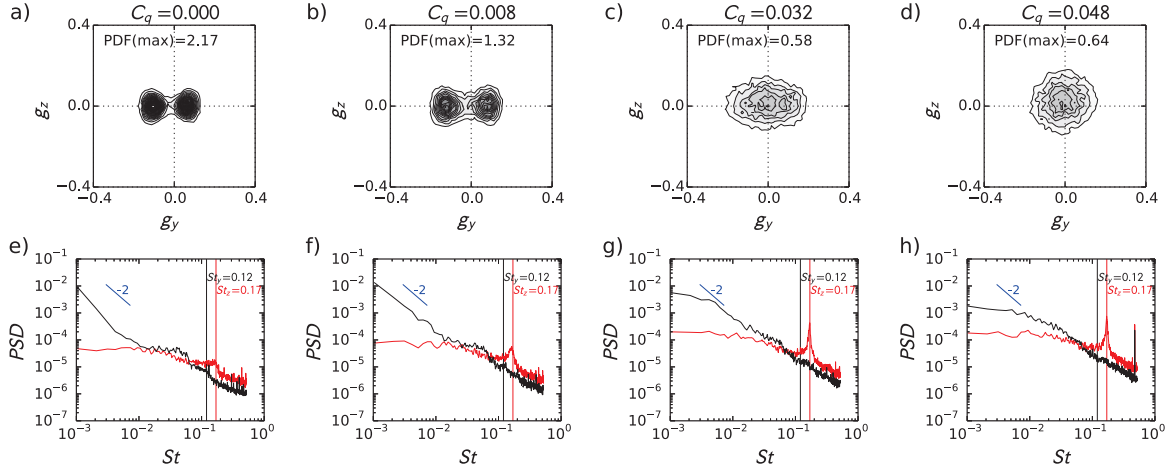 a) C_q=0.000
PDF(max)=2.17
0.4
g_z
0.0
−0.4
−0.4 0.0 0.4
g_y
b) C_q=0.008
PDF(max)=1.32
0.4
g_z
0.0
−0.4
−0.4 0.0 0.4
g_y
c) C_q=0.032
PDF(max)=0.58
0.4
g_z
0.0
−0.4
−0.4 0.0 0.4
g_y
d) C_q=0.048
PDF(max)=0.64
0.4
g_z
0.0
−0.4
−0.4 0.0 0.4
g_y
e)
10^−1
10^−2
10^−3
10^−4
10^−5
10^−6
10^−7
PSD
-2
St_y=0.12
St_z=0.17
10^−3 10^−2 10^−1 10^0
St
f)
10^−1
10^−2
10^−3
10^−4
10^−5
10^−6
10^−7
PSD
-2
St_y=0.12
St_z=0.17
10^−3 10^−2 10^−1 10^0
St
g)
10^−1
10^−2
10^−3
10^−4
10^−5
10^−6
10^−7
PSD
-2
St_y=0.12
St_z=0.17
10^−3 10^−2 10^−1 10^0
St
h)
10^−1
10^−2
10^−3
10^−4
10^−5
10^−6
10^−7
PSD
-2
St_y=0.12
St_z=0.17
10^−3 10^−2 10^−1 10^0
St